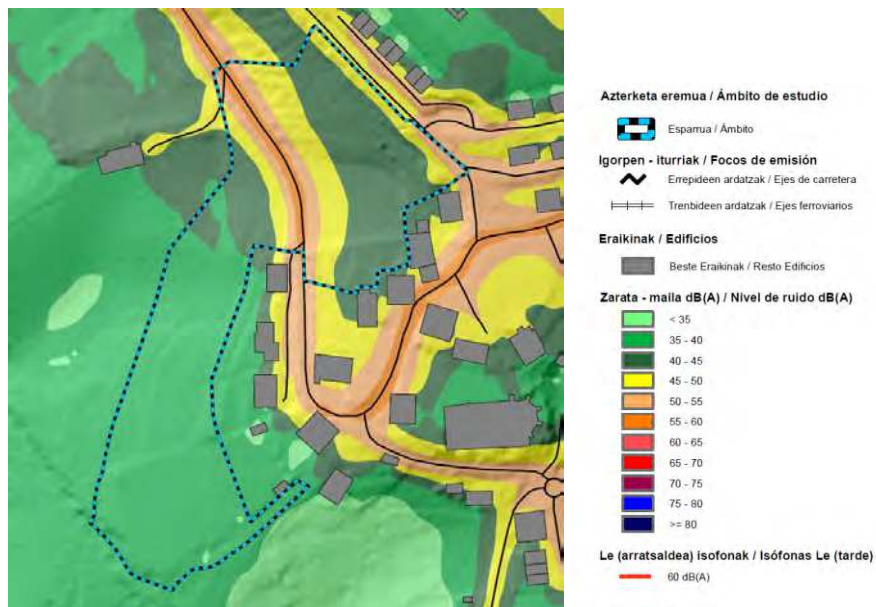 Azterketa eremua / Ámbito de estudio
Esparrua / Ámbito
Igorpen - iturriak / Focos de emisión
Errepideen ardatzak / Ejes de carretera
Trenbideen ardatzak / Ejes ferroviarios
Eraikinak / Edificios
Beste Eraikinak / Resto Edificios
Zarata - maila dB(A) / Nivel de ruido dB(A)
< 35
35 - 40
40 - 45
45 - 50
50 - 55
55 - 60
60 - 65
65 - 70
70 - 75
75 - 80
>= 80
Le (arratsaldea) isofonak / Isófonas Le (tarde)
60 dB(A)